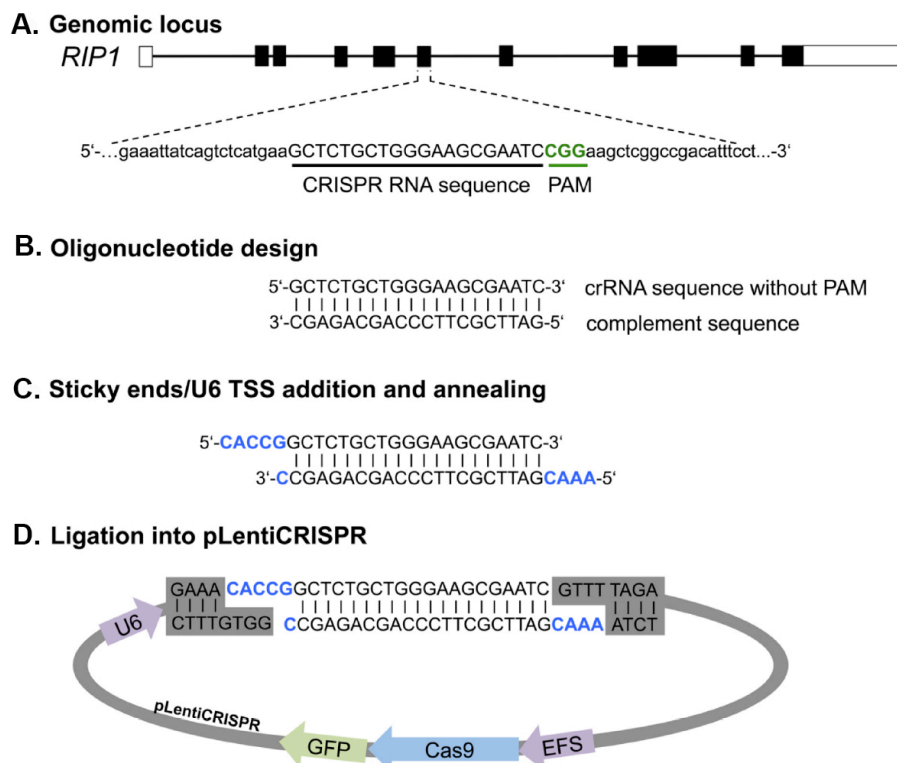 A. Genomic locus
RIP1
5‘-...gaaattatcagtctcatgaaGCTCTGCTGGGAAGCGAATCCGGaagctcggccgacatttcct...-3‘
CRISPR RNA sequence PAM
B. Oligonucleotide design
5‘-GCTCTGCTGGGAAGCGAATC-3‘ crRNA sequence without PAM
3‘-CGAGACGACCCTTCGCTTAG-5‘ complement sequence
C. Sticky ends/U6 TSS addition and annealing
5‘-CACCGGCTCTGCTGGGAAGCGAATC-3‘
3‘-CCGAGACGACCCTTCGCTTAGCAAA-5‘
D. Ligation into pLentiCRISPR
GAAA CACCGGCTCTGCTGGGAAGCGAATC GTTT TAGA
CTTTGTGG CCGAGACGACCCTTCGCTTAGCAAA ATCT
U6
pLentiCRISPR
GFP Cas9 EFS